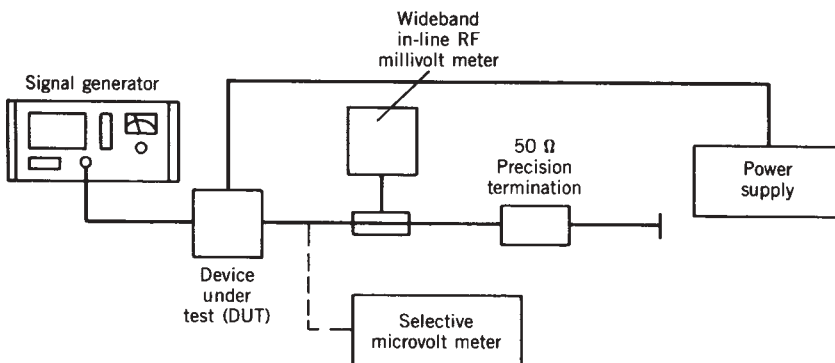 Wideband
in-line RF
millivolt meter
Signal generator
50 Ω
Precision
termination
Power
supply
Device
under
test (DUT)
Selective
microvolt meter